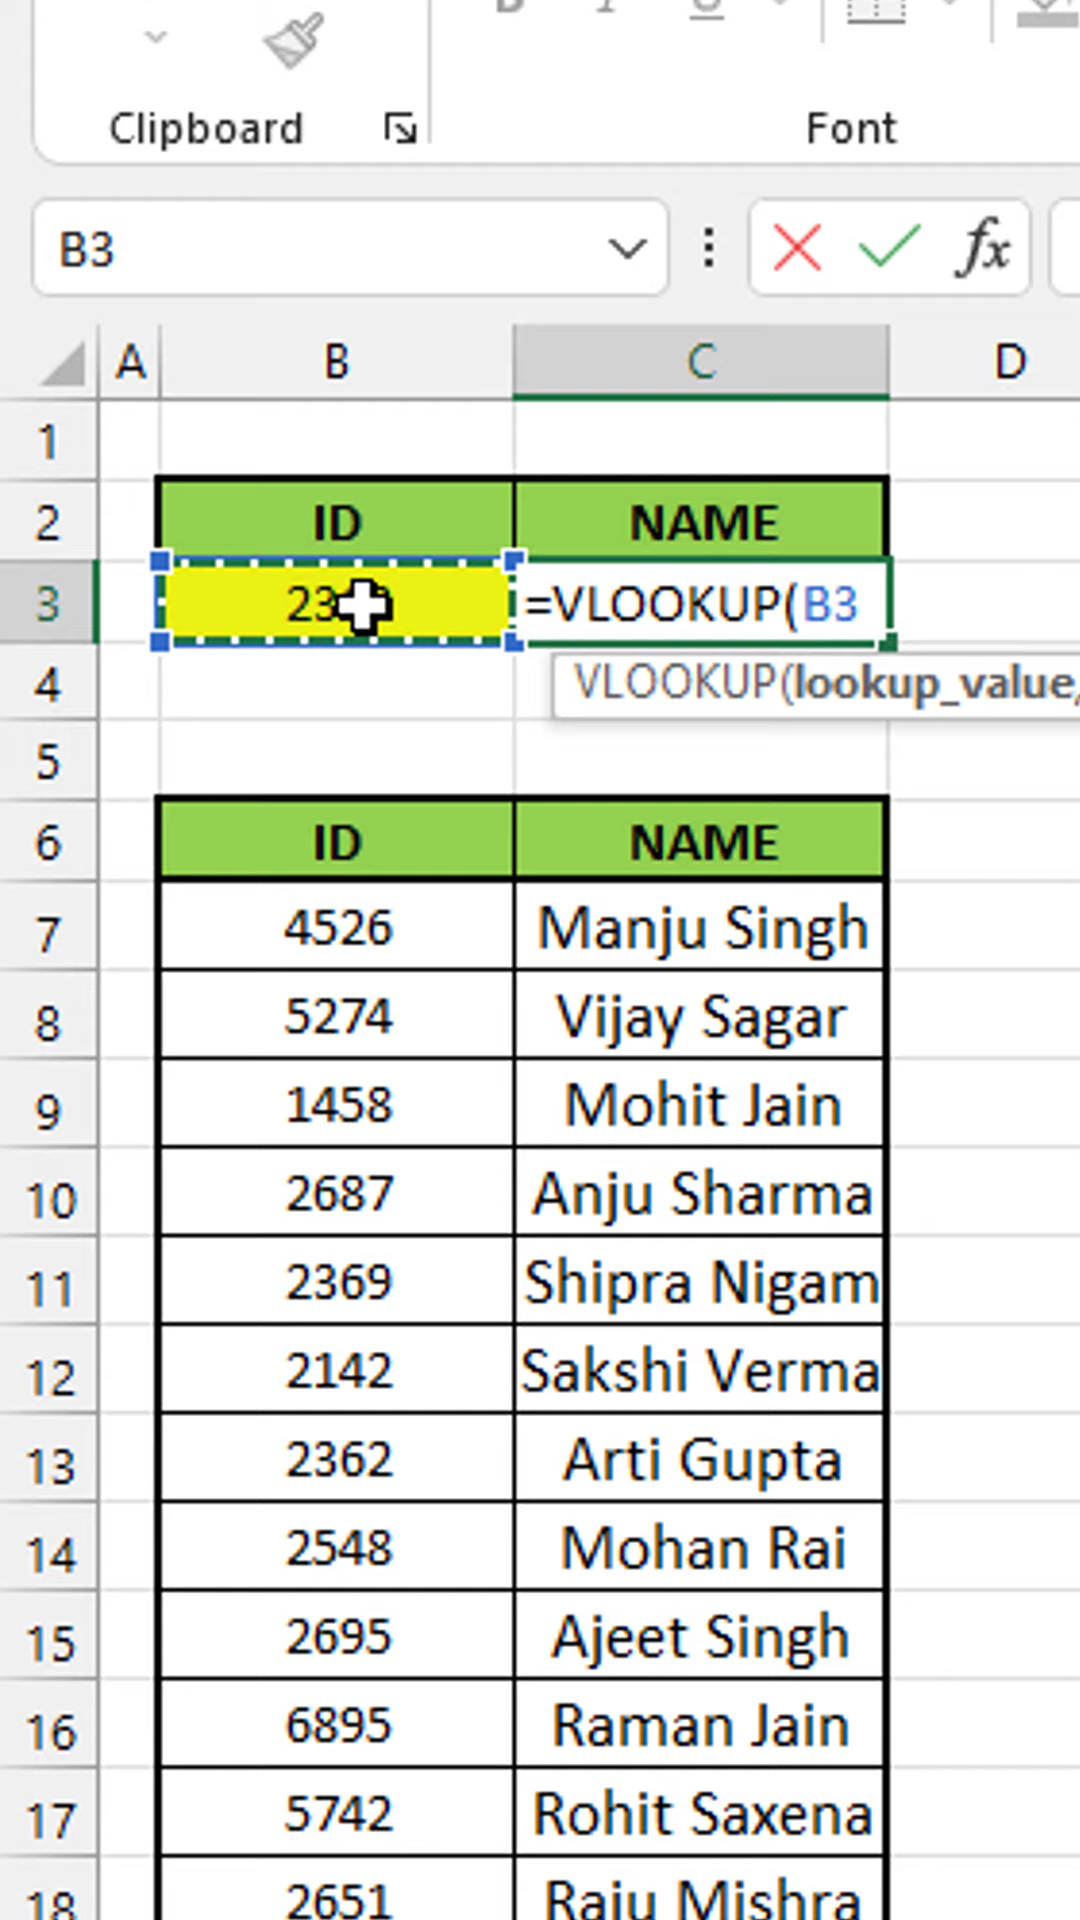 Clipboard Font
B3 fx
A B C D
1
2 ID NAME
3 =VLOOKUP(B3
4 VLOOKUP(lookup_value,
5
6 ID NAME
7 4526 Manju Singh
8 5274 Vijay Sagar
9 1458 Mohit Jain
10 2687 Anju Sharma
11 2369 Shipra Nigam
12 2142 Sakshi Verma
13 2362 Arti Gupta
14 2548 Mohan Rai
15 2695 Ajeet Singh
16 6895 Raman Jain
17 5742 Rohit Saxena
18 2651 Raju Mishra